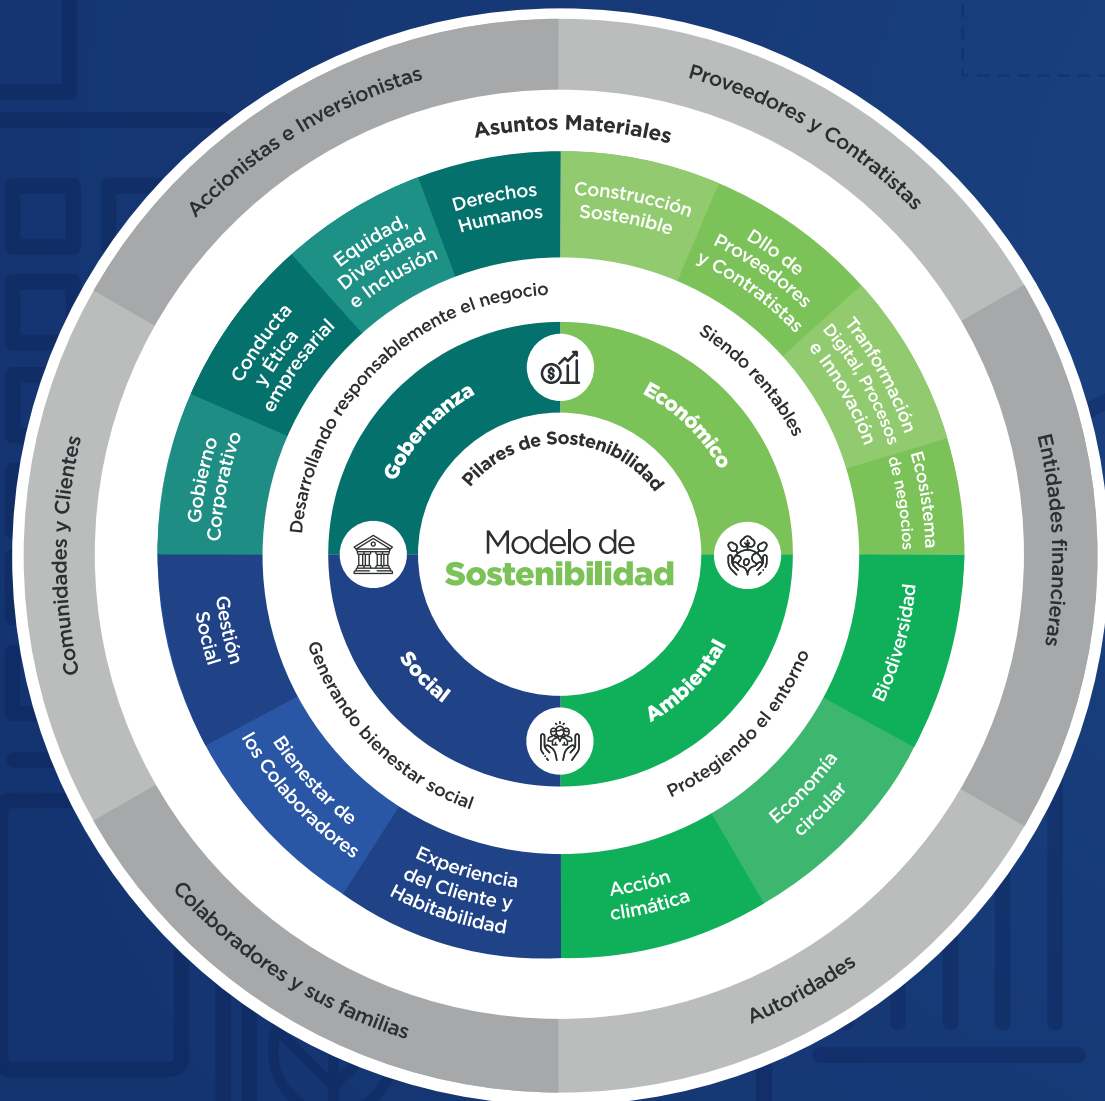 Modelo de
Sostenibilidad
Pilares de Sostenibilidad
Gobernanza
Económico
Ambiental
Social
Desarrollando responsablemente el negocio
Siendo rentables
Protegiendo el entorno
Generando bienestar social
Asuntos Materiales
Construcción
Sostenible
Dllo de
Proveedores
y Contratistas
Tranformación
Digital, Procesos
e Innovación
Ecosistema
de negocios
Biodiversidad
Economía
circular
Acción
climática
Experiencia
del Cliente y
Habitabilidad
Bienestar de
los Colaboradores
Gestión
Social
Gobierno
Corporativo
Conducta
y Ética
empresarial
Equidad,
Diversidad
e Inclusión
Derechos
Humanos
Proveedores y Contratistas
Entidades financieras
Autoridades
Colaboradores y sus familias
Comunidades y Clientes
Accionistas e Inversionistas